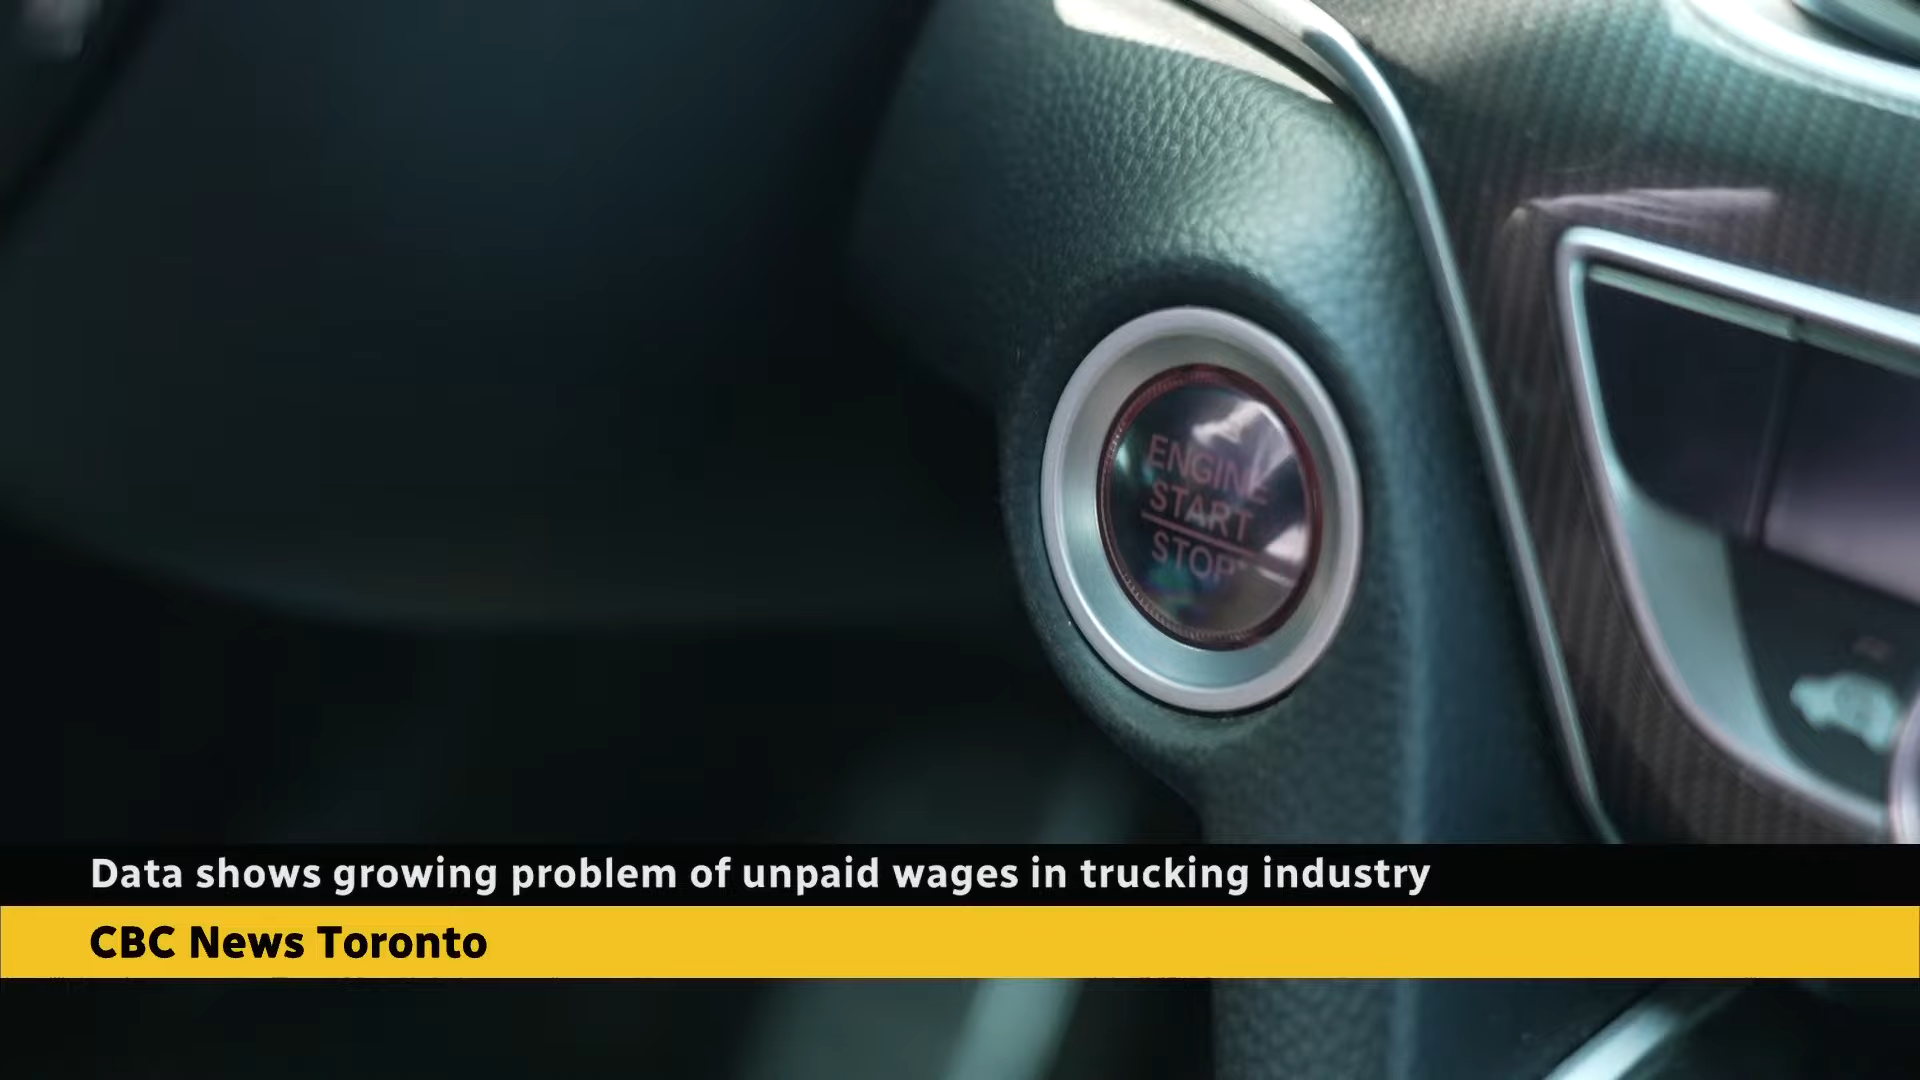 ENGINE
START
STOP
Data shows growing problem of unpaid wages in trucking industry
CBC News Toronto